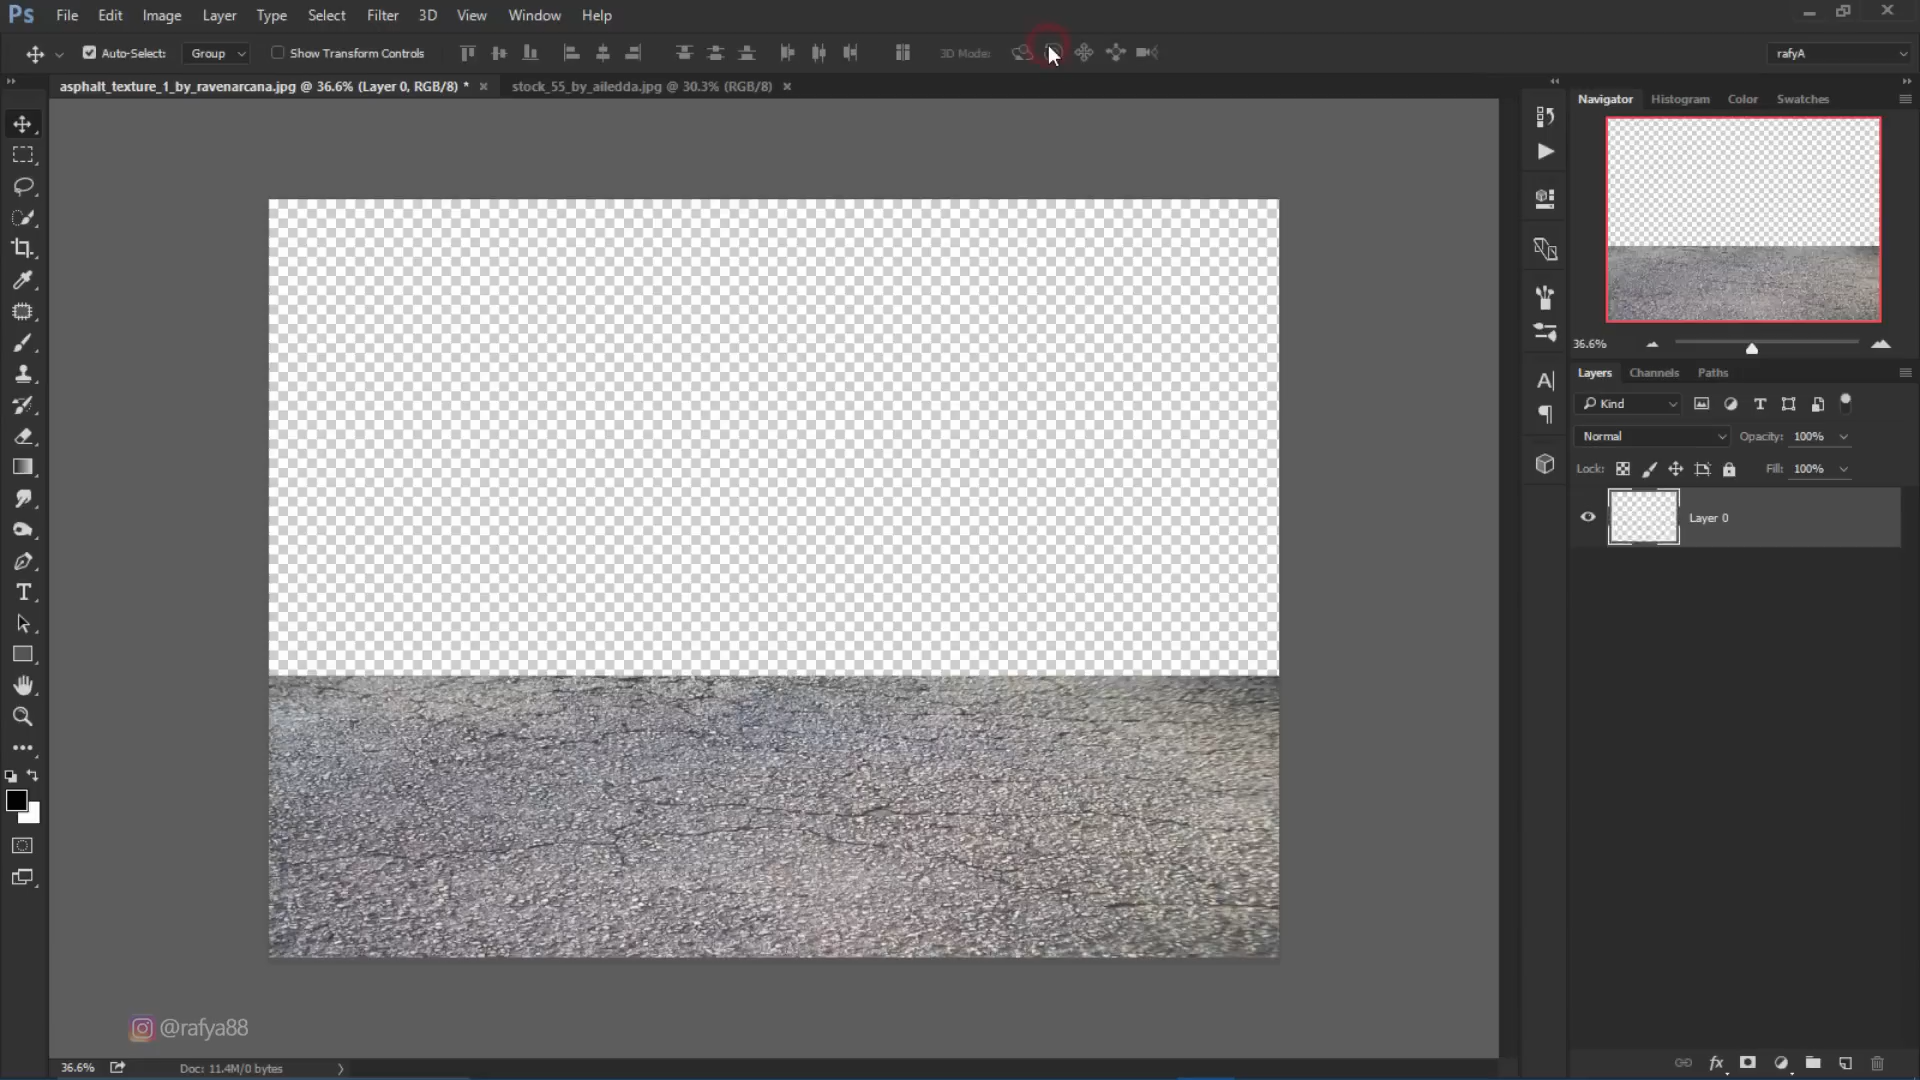 Ps File Edit Image Layer Type Select Filter 3D View Window Help
Auto-Select: Group Show Transform Controls 3D Mode: rafyA
asphalt_texture_1_by_ravenarcana.jpg @ 36.6% (Layer 0, RGB/8) * × stock_55_by_ailedda.jpg @ 30.3% (RGB/8) ×
Navigator Histogram Color Swatches
36.6%
Layers Channels Paths
Kind
Normal Opacity: 100%
Lock: Fill: 100%
Layer 0
@rafya88
36.6% Doc: 11.4M/0 bytes